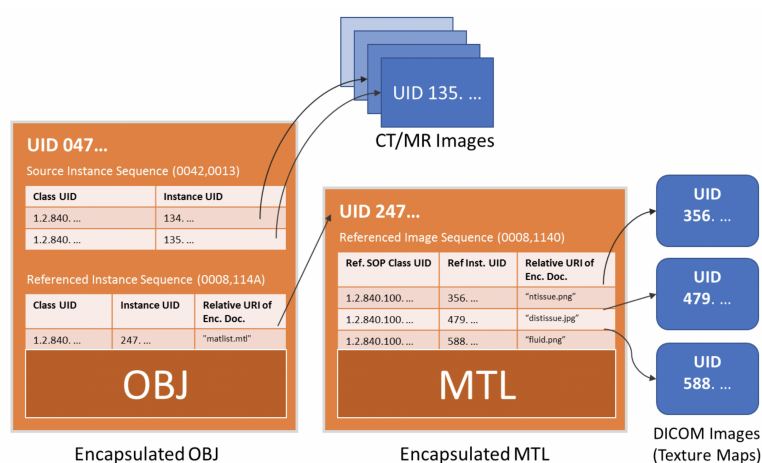 UID 135. ...
CT/MR Images
UID 047...
Source Instance Sequence (0042,0013)
Class UID Instance UID
1.2.840. ... 134. ...
1.2.840. ... 135. ...
Referenced Instance Sequence (0008,114A)
Class UID Instance UID Relative URI of
Enc. Doc.
1.2.840. ... 247. ... "matlist.mtl"
OBJ
Encapsulated OBJ
UID 247...
Referenced Image Sequence (0008,1140)
Ref. SOP Class UID Ref Inst. UID Relative URI of
Enc. Doc.
1.2.840.100. ... 356. ... "ntissue.png"
1.2.840.100. ... 479. ... "distissue.jpg"
1.2.840.100. ... 588. ... "fluid.png"
MTL
Encapsulated MTL
UID
356. ...
UID
479. ...
UID
588. ...
DICOM Images
(Texture Maps)